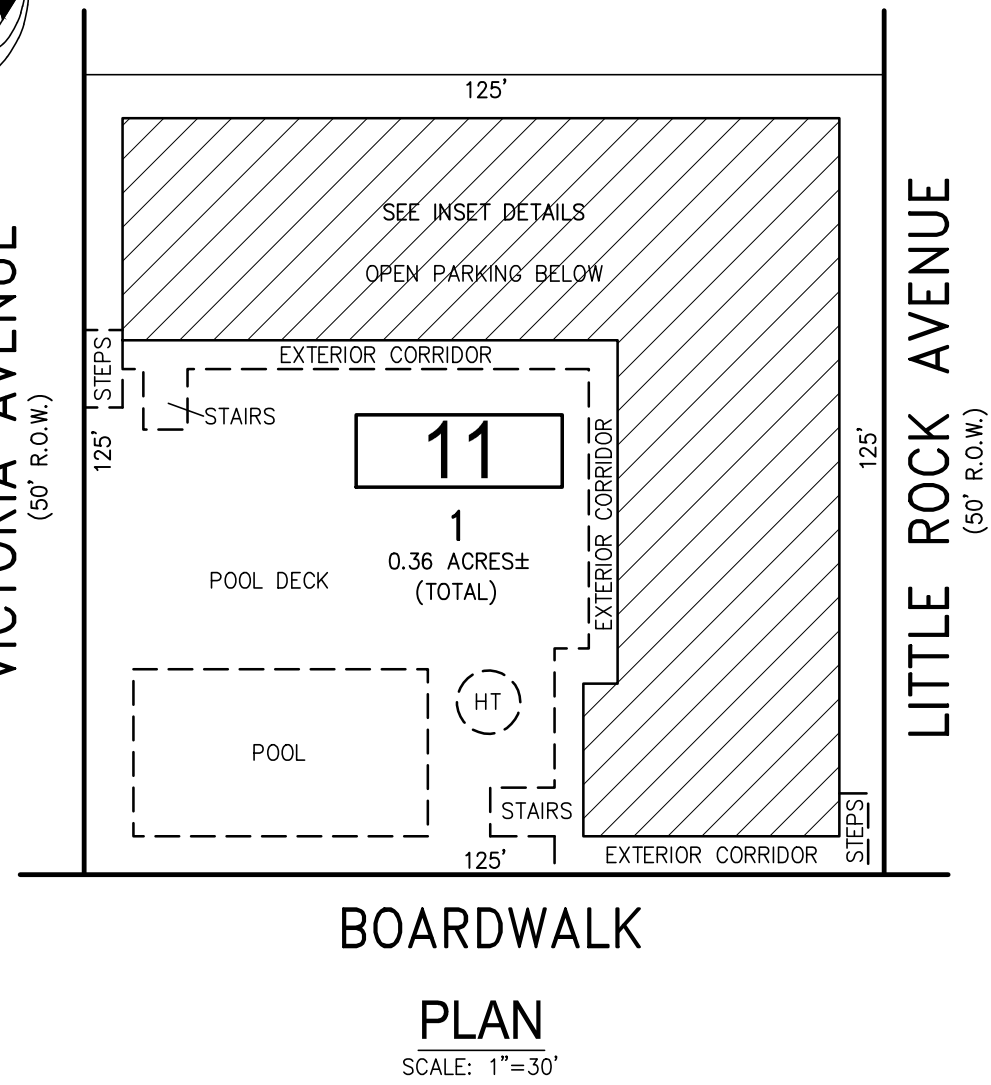 125'
SEE INSET DETAILS
OPEN PARKING BELOW
EXTERIOR CORRIDOR
STEPS
STAIRS
125'
VICTORIA AVENUE
(50' R.O.W.)
11
1
0.36 ACRES±
(TOTAL)
EXTERIOR CORRIDOR
125'
LITTLE ROCK AVENUE
(50' R.O.W.)
POOL DECK
HT
POOL
STAIRS
STEPS
EXTERIOR CORRIDOR
125'
BOARDWALK
PLAN
SCALE: 1"=30'